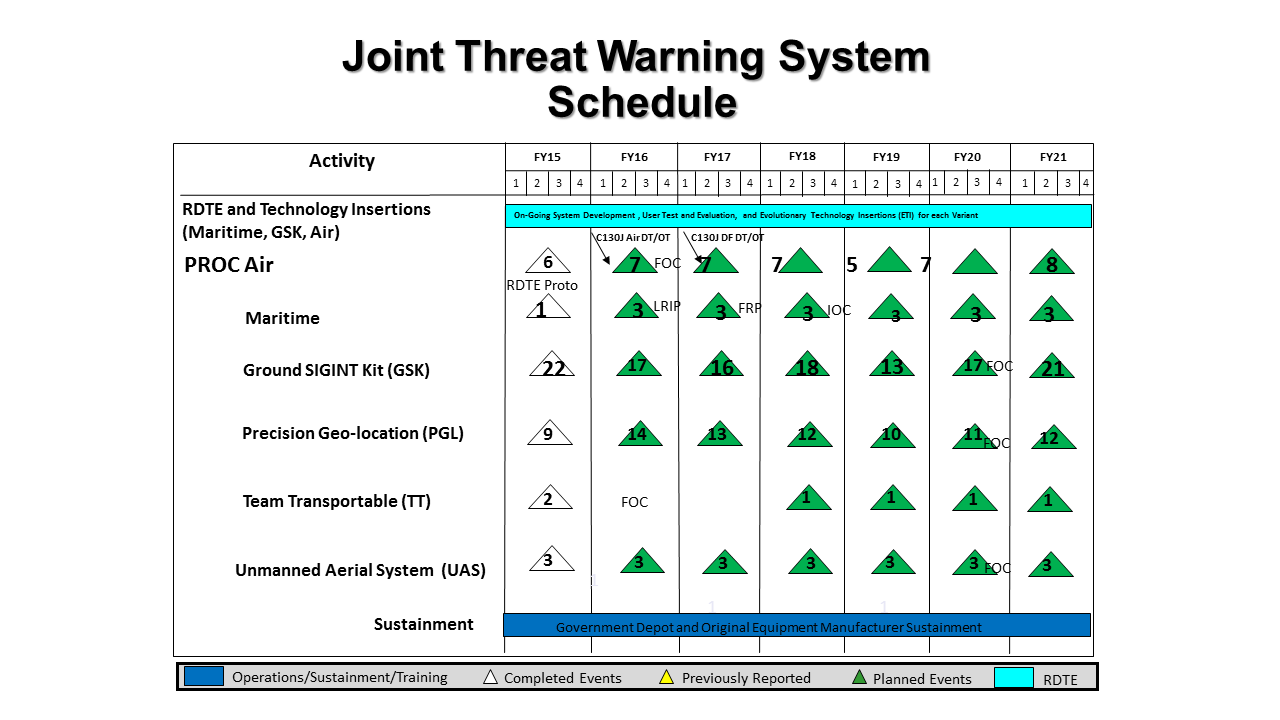 Joint Threat Warning System
Schedule
Activity FY15 FY16 FY17 FY18 FY19 FY20 FY21
1 2 3 4 1 2 3 4 1 2 3 4 1 2 3 4 1 2 3 4 1 2 3 4 1 2 3 4
RDTE and Technology Insertions
(Maritime, GSK, Air)
On-Going System Development , User Test and Evaluation, and Evolutionary Technology Insertions (ETI) for each Variant
C130J Air DT/OT C130J DF DT/OT
PROC Air 6 7 FOC 7 7 5 7 8
RDTE Proto
Maritime 1 3 LRIP 3 FRP 3 IOC 3 3 3
Ground SIGINT Kit (GSK) 22 17 16 18 13 17 FOC 21
Precision Geo-location (PGL) 9 14 13 12 10 11 FOC 12
Team Transportable (TT) 2 FOC 1 1 1 1
Unmanned Aerial System (UAS) 3 3 3 3 3 3 FOC 3
1
1 1
Sustainment Government Depot and Original Equipment Manufacturer Sustainment
Operations/Sustainment/Training Completed Events Previously Reported Planned Events RDTE